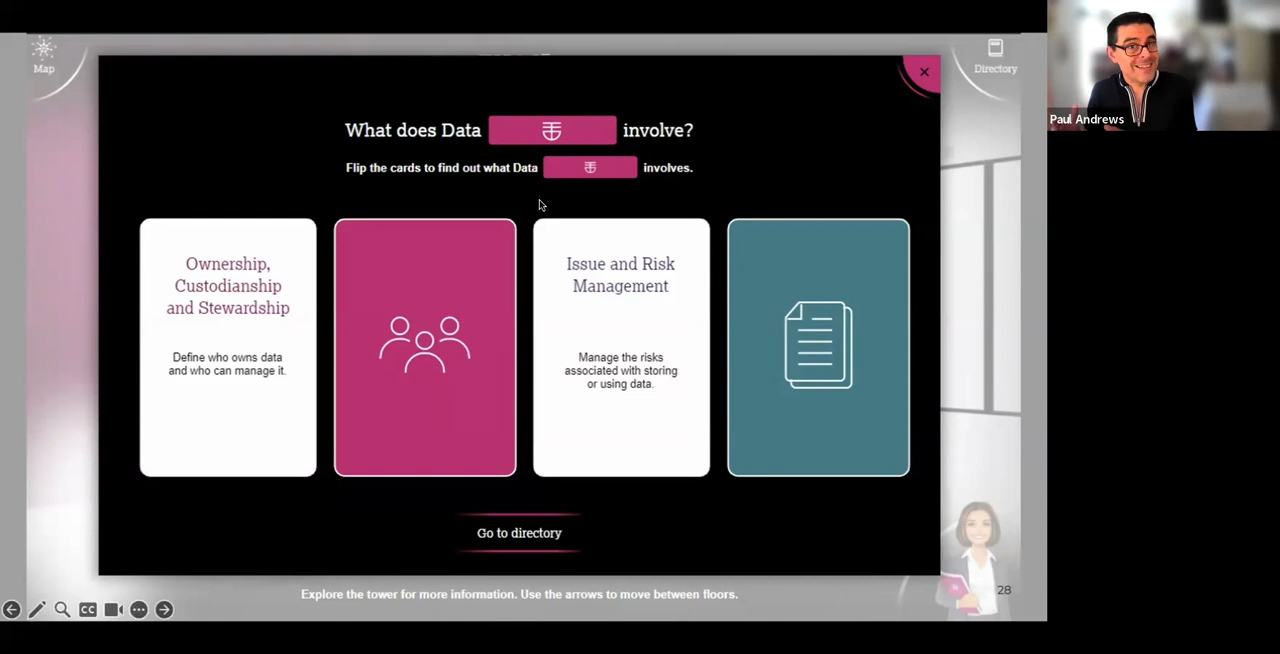 Map
Directory
Paul Andrews
What does Data involve?
Flip the cards to find out what Data involves.
Ownership,
Custodianship
and Stewardship
Define who owns data
and who can manage it.
Issue and Risk
Management
Manage the risks
associated with storing
or using data.
Go to directory
Explore the tower for more information. Use the arrows to move between floors.
28
CC